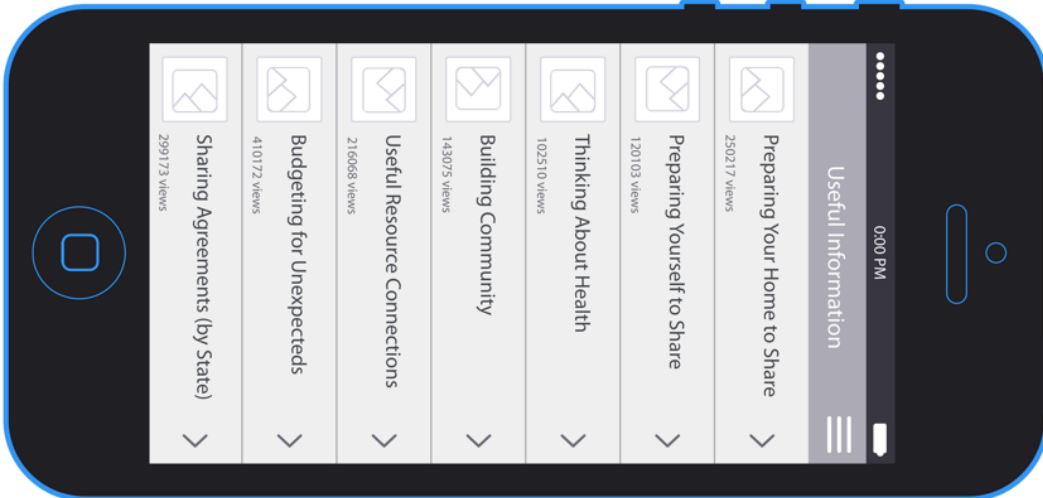 0:00 PM
Useful Information
Preparing Your Home to Share
250217 views
Preparing Yourself to Share
120103 views
Thinking About Health
102510 views
Building Community
143075 views
Useful Resource Connections
216068 views
Budgeting for Unexpecteds
410172 views
Sharing Agreements (by State)
299173 views